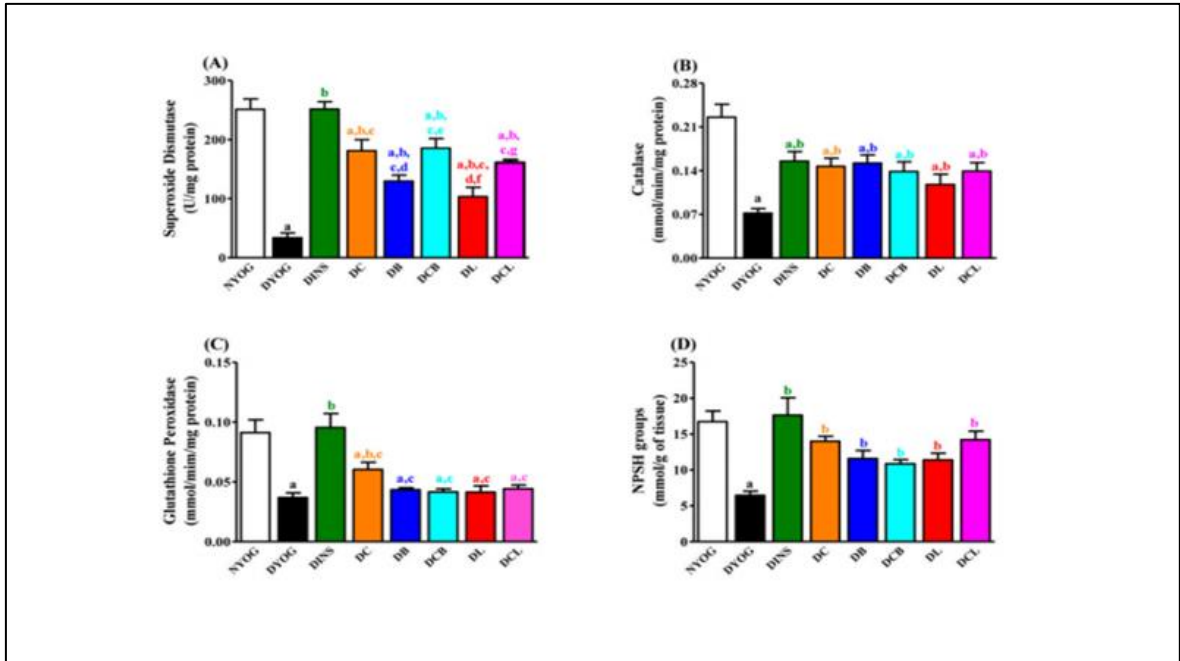 (A)
Superoxide Dismutase
(U/mg protein)
300
200
100
0
a
b
a,b,c
a,b,
c,d
a,b,
c,e
a,b,c,
d,f
a,b,
c,g
NYOG
DYOG
DINS
DC
DB
DCB
DL
DCL
(B)
Catalase
(mmol/mim/mg protein)
0.28
0.21
0.14
0.07
0.00
a
a,b
a,b
a,b
a,b
a,b
a,b
NYOG
DYOG
DINS
DC
DB
DCB
DL
DCL
(C)
Glutathione Peroxidase
(mmol/mim/mg protein)
0.15
0.10
0.05
0.00
a
b
a,b,c
a,c
a,c
a,c
a,c
NYOG
DYOG
DINS
DC
DB
DCB
DL
DCL
(D)
NPSH groups
(mmol/g of tissue)
25
20
15
10
5
0
a
b
b
b
b
b
b
NYOG
DYOG
DINS
DC
DB
DCB
DL
DCL